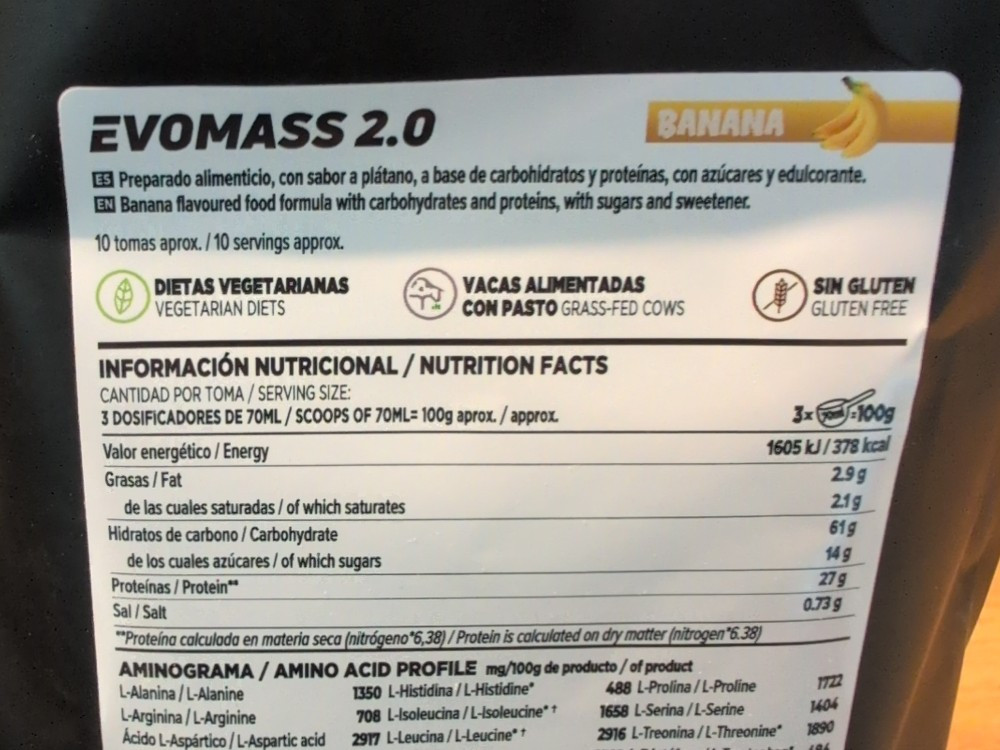 EVOMASS 2.0
BANANA
ES Preparado alimenticio, con sabor a plátano, a base de carbohidratos y proteínas, con azúcares y edulcorante.
EN Banana flavoured food formula with carbohydrates and proteins, with sugars and sweetener.
10 tomas aprox. / 10 servings approx.
DIETAS VEGETARIANAS
VEGETARIAN DIETS
VACAS ALIMENTADAS
CON PASTO GRASS-FED COWS
SIN GLUTEN
GLUTEN FREE
INFORMACIÓN NUTRICIONAL / NUTRITION FACTS
CANTIDAD POR TOMA / SERVING SIZE:
3 DOSIFICADORES DE 70ML / SCOOPS OF 70ML= 100g aprox. / approx. 3x 70ml =100g
Valor energético / Energy 1605 kJ / 378 kcal
Grasas / Fat 2.9 g
de las cuales saturadas / of which saturates 2.1 g
Hidratos de carbono / Carbohydrate 61 g
de los cuales azúcares / of which sugars 14 g
Proteínas / Protein** 27 g
Sal / Salt 0.73 g
**Proteína calculada en materia seca (nitrógeno*6,38) / Protein is calculated on dry matter (nitrogen*6.38)
AMINOGRAMA / AMINO ACID PROFILE mg/100g de producto / of product
L-Alanina / L-Alanine 1350 L-Histidina / L-Histidine* 488 L-Prolina / L-Proline 1722
L-Arginina / L-Arginine 708 L-Isoleucina / L-Isoleucine* † 1658 L-Serina / L-Serine 1404
Ácido L-Aspártico / L-Aspartic acid 2917 L-Leucina / L-Leucine* † 2916 L-Treonina / L-Threonine* 1890